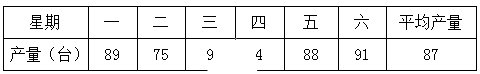 星期 一 二 三 四 五 六 平均产量
产量（台） 89 75 9 4 88 91 87